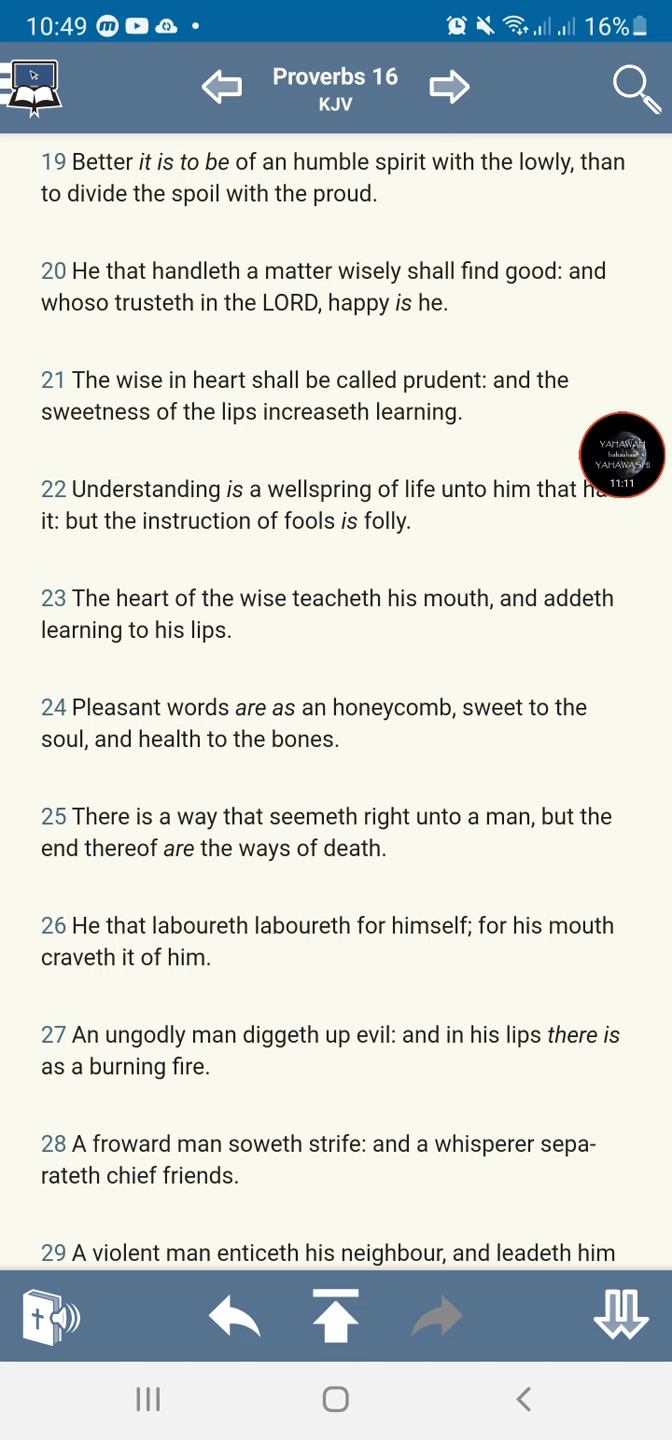 10:49
16%
Proverbs 16
KJV
19 Better it is to be of an humble spirit with the lowly, than
to divide the spoil with the proud.
20 He that handleth a matter wisely shall find good: and
whoso trusteth in the LORD, happy is he.
21 The wise in heart shall be called prudent: and the
sweetness of the lips increaseth learning.
YAHAWAH
bahasham
YAHAWASHI
11:11
22 Understanding is a wellspring of life unto him that
it: but the instruction of fools is folly.
23 The heart of the wise teacheth his mouth, and addeth
learning to his lips.
24 Pleasant words are as an honeycomb, sweet to the
soul, and health to the bones.
25 There is a way that seemeth right unto a man, but the
end thereof are the ways of death.
26 He that laboureth laboureth for himself; for his mouth
craveth it of him.
27 An ungodly man diggeth up evil: and in his lips there is
as a burning fire.
28 A froward man soweth strife: and a whisperer sepa-
rateth chief friends.
29 A violent man enticeth his neighbour, and leadeth him